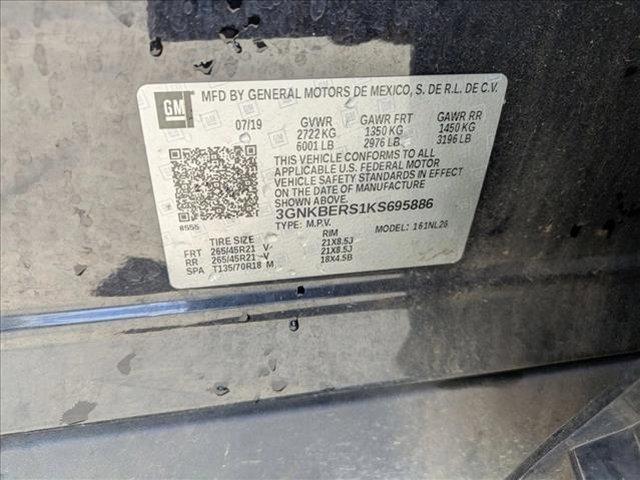 GM
MFD BY GENERAL MOTORS DE MEXICO, S. DE R.L. DE C.V.
07/19 GVWR GAWR FRT GAWR RR
2722 KG 1350 KG 1450 KG
6001 LB 2976 LB 3196 LB
THIS VEHICLE CONFORMS TO ALL
APPLICABLE U.S. FEDERAL MOTOR
VEHICLE SAFETY STANDARDS IN EFFECT
ON THE DATE OF MANUFACTURE SHOWN ABOVE.
3GNKBERS1KS695886
8555 TYPE: M.P.V. MODEL: 161NL26
TIRE SIZE RIM
FRT 265/45R21 V 21X8.5J
RR 265/45R21 V 21X8.5J
SPA T135/70R18 M 18X4.5B